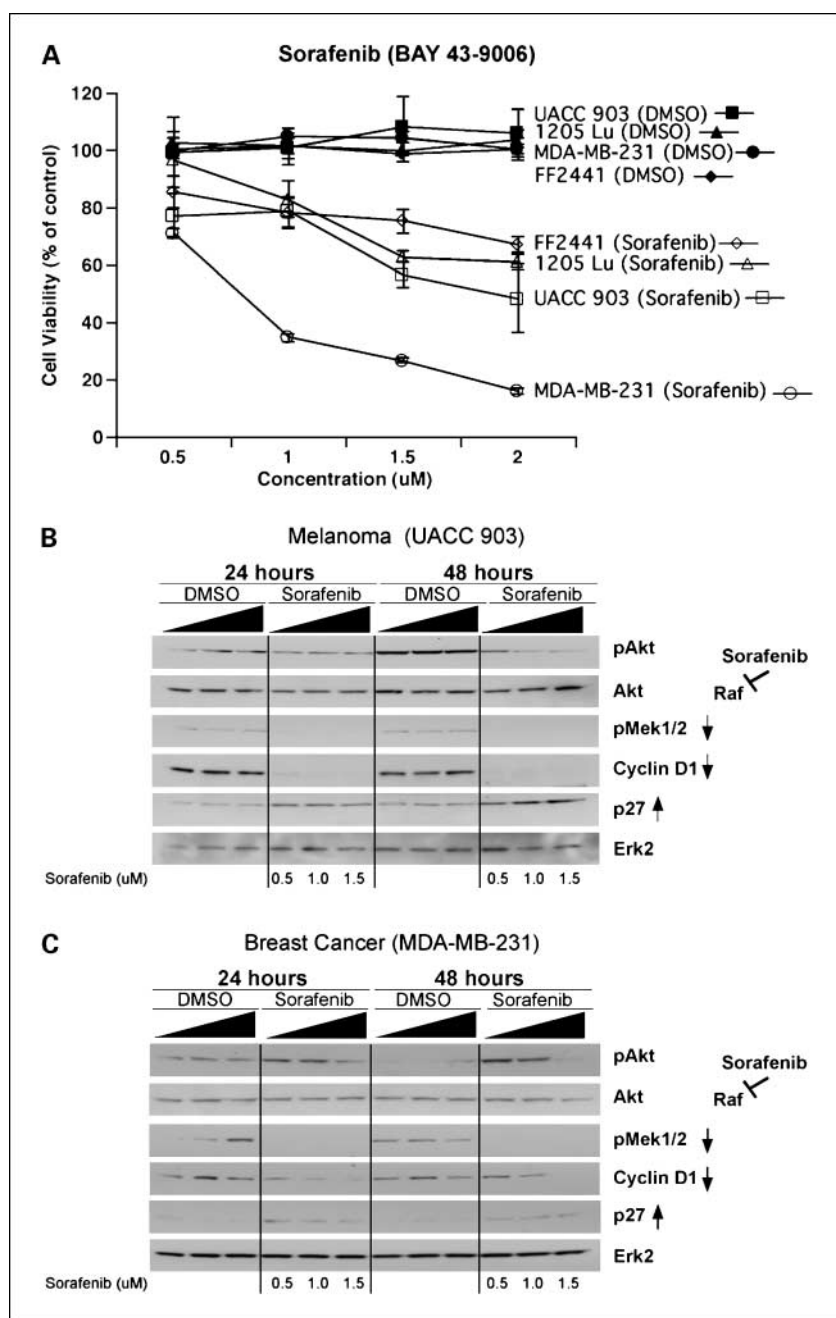 A
Sorafenib (BAY 43-9006)
Cell Viability (% of control)
120
100
80
60
40
20
0
0.5 1 1.5 2
Concentration (uM)
UACC 903 (DMSO)
1205 Lu (DMSO)
MDA-MB-231 (DMSO)
FF2441 (DMSO)
FF2441 (Sorafenib)
1205 Lu (Sorafenib)
UACC 903 (Sorafenib)
MDA-MB-231 (Sorafenib)
B
Melanoma (UACC 903)
24 hours 48 hours
DMSO Sorafenib DMSO Sorafenib
pAkt
Akt
pMek1/2
Cyclin D1
p27
Erk2
Sorafenib
Raf
Sorafenib (uM) 0.5 1.0 1.5 0.5 1.0 1.5
C
Breast Cancer (MDA-MB-231)
24 hours 48 hours
DMSO Sorafenib DMSO Sorafenib
pAkt
Akt
pMek1/2
Cyclin D1
p27
Erk2
Sorafenib
Raf
Sorafenib (uM) 0.5 1.0 1.5 0.5 1.0 1.5